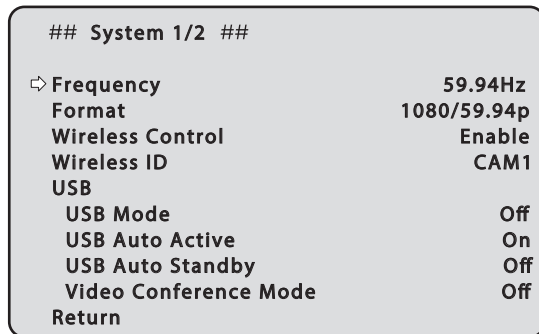 ## System 1/2 ##
Frequency 59.94Hz
Format 1080/59.94p
Wireless Control Enable
Wireless ID CAM1
USB
USB Mode Off
USB Auto Active On
USB Auto Standby Off
Video Conference Mode Off
Return